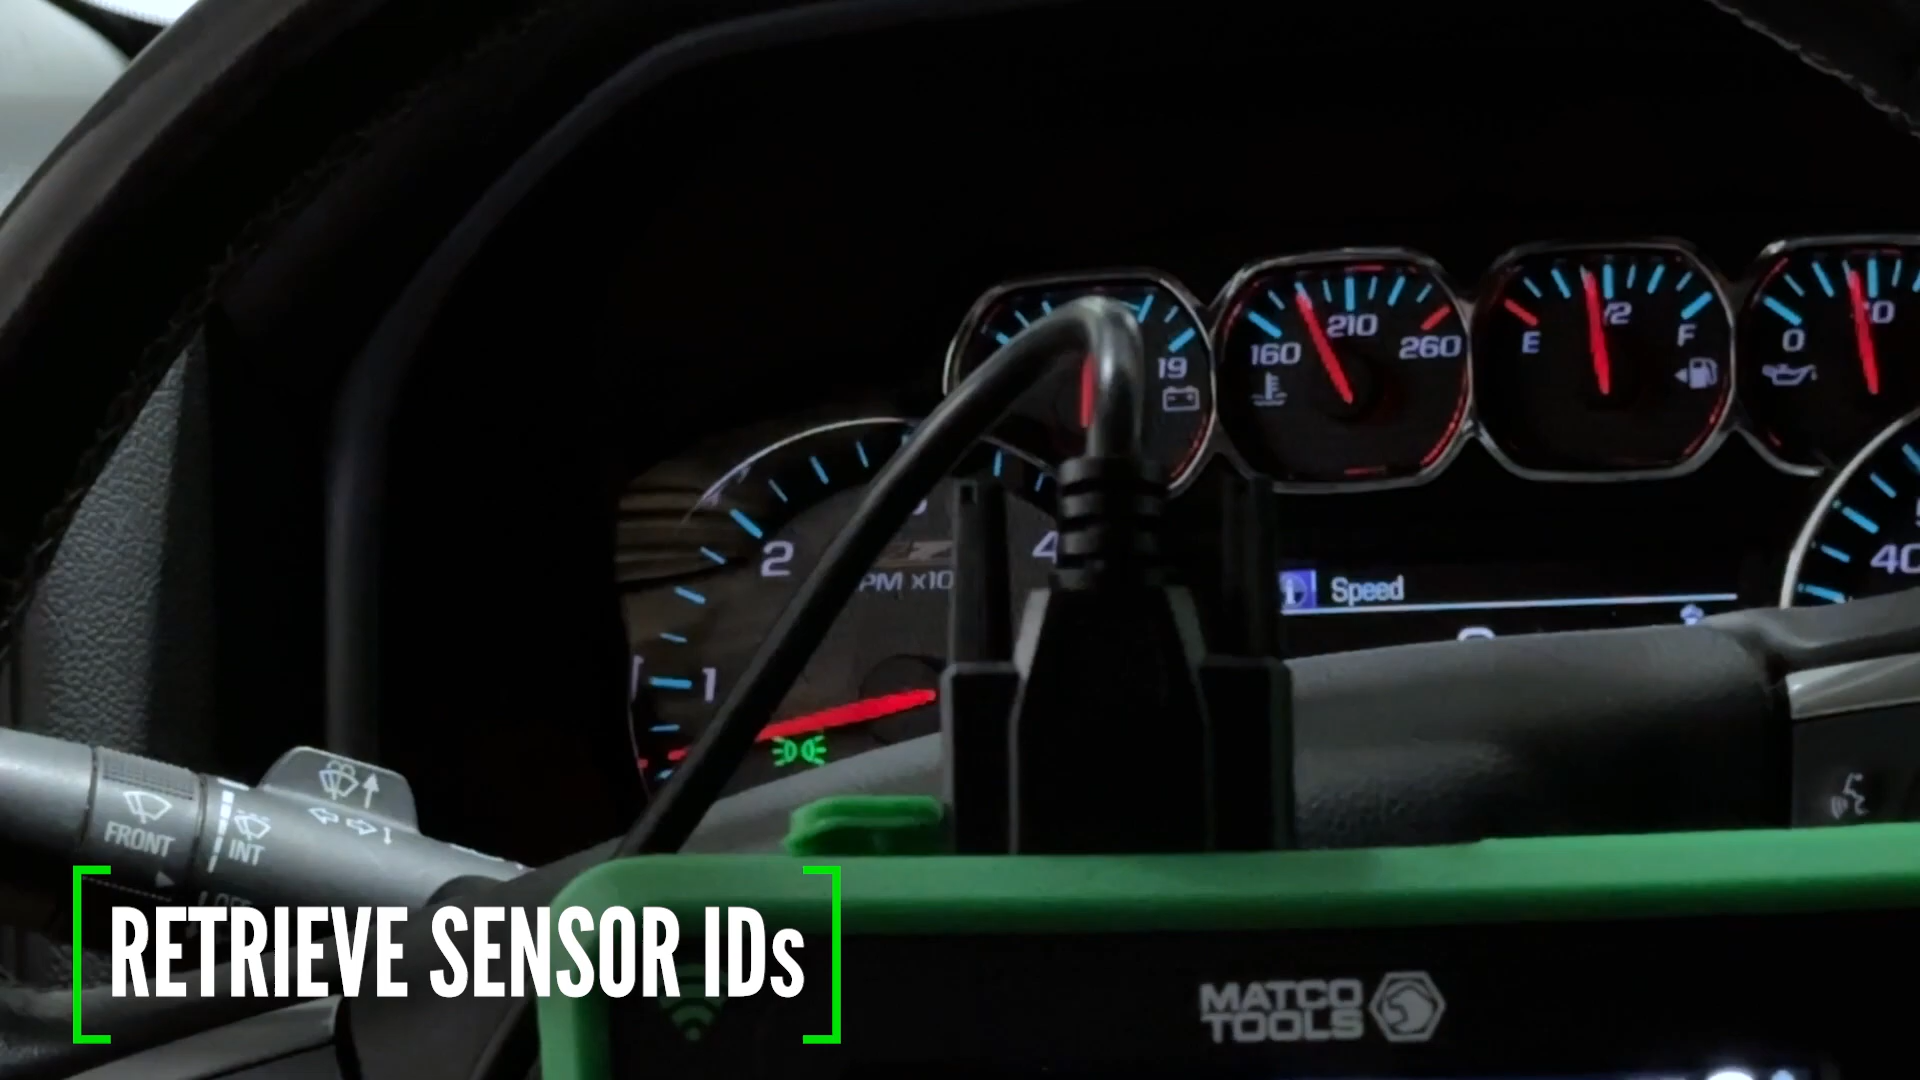 19
160
210
260
E
1/2
F
0
2
4
40
PM x10
Speed
1
FRONT
INT
RETRIEVE SENSOR IDs
MATCO
TOOLS